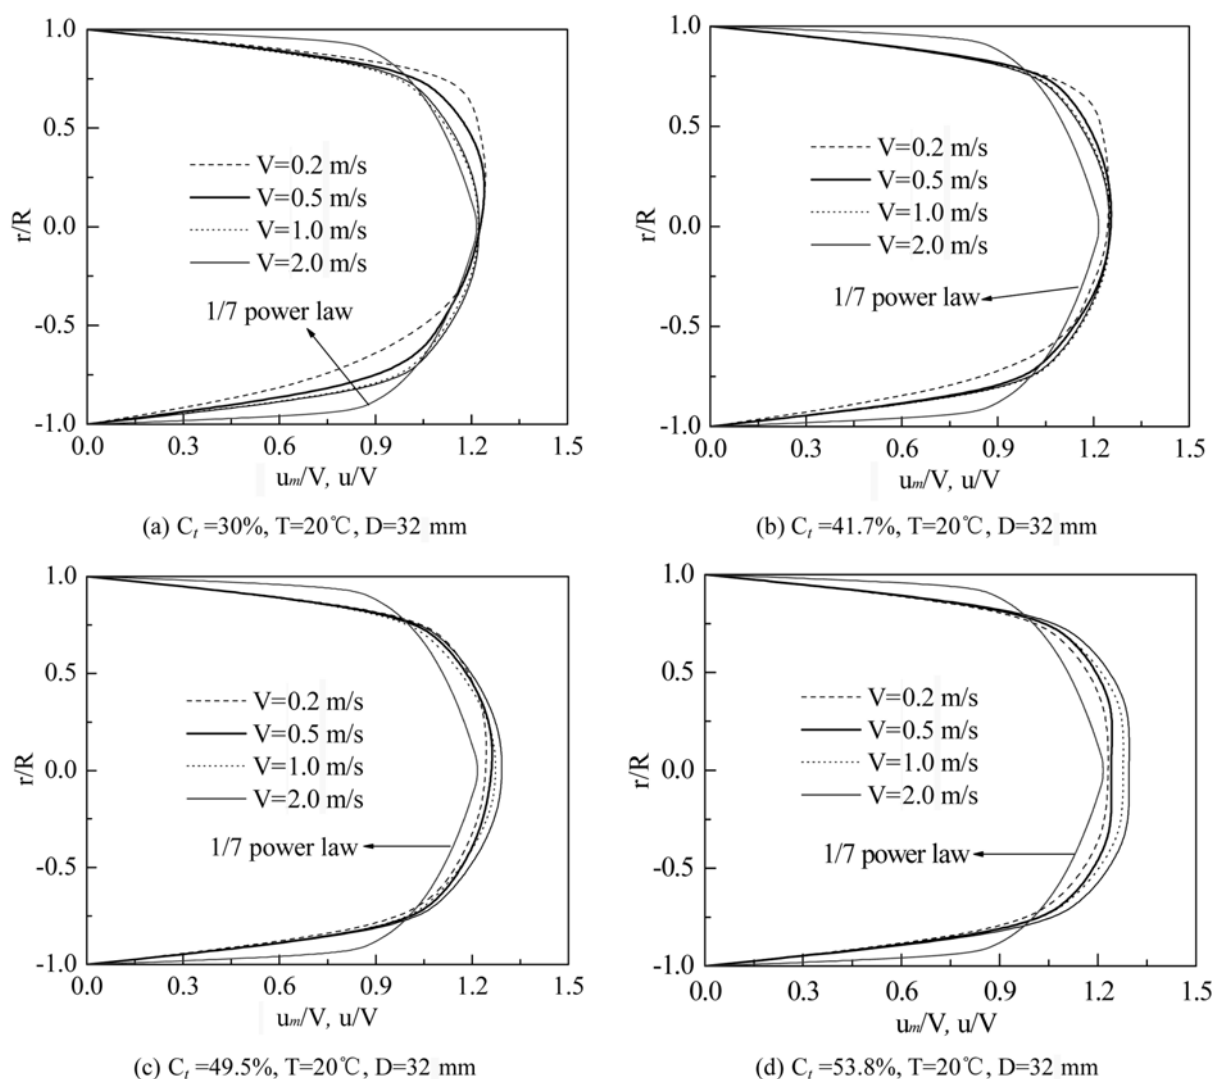 1.0
0.5
0.0
-0.5
-1.0
r/R
V=0.2 m/s
V=0.5 m/s
V=1.0 m/s
V=2.0 m/s
1/7 power law
0.0 0.3 0.6 0.9 1.2 1.5
uₘ/V, u/V
(a) Cₜ =30%, T=20℃, D=32 mm
1.0
0.5
0.0
-0.5
-1.0
r/R
V=0.2 m/s
V=0.5 m/s
V=1.0 m/s
V=2.0 m/s
1/7 power law
0.0 0.3 0.6 0.9 1.2 1.5
uₘ/V, u/V
(b) Cₜ =41.7%, T=20℃, D=32 mm
1.0
0.5
0.0
-0.5
-1.0
r/R
V=0.2 m/s
V=0.5 m/s
V=1.0 m/s
V=2.0 m/s
1/7 power law
0.0 0.3 0.6 0.9 1.2 1.5
uₘ/V, u/V
(c) Cₜ =49.5%, T=20℃, D=32 mm
1.0
0.5
0.0
-0.5
-1.0
r/R
V=0.2 m/s
V=0.5 m/s
V=1.0 m/s
V=2.0 m/s
1/7 power law
0.0 0.3 0.6 0.9 1.2 1.5
uₘ/V, u/V
(d) Cₜ =53.8%, T=20℃, D=32 mm